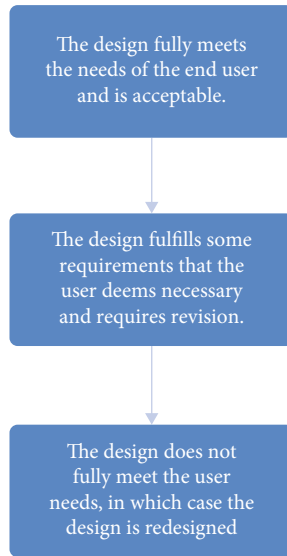 The design fully meets
the needs of the end user
and is acceptable.
The design fulfills some
requirements that the
user deems necessary
and requires revision.
The design does not
fully meet the user
needs, in which case the
design is redesigned